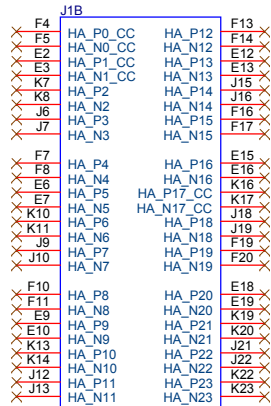 J1B
F4 HA_P0_CC HA_P12 F13
F5 HA_N0_CC HA_N12 F14
E2 HA_P1_CC HA_P13 E12
E3 HA_N1_CC HA_N13 E13
K7 HA_P2 HA_P14 J15
K8 HA_N2 HA_N14 J16
J6 HA_P3 HA_P15 F16
J7 HA_N3 HA_N15 F17
F7 HA_P4 HA_P16 E15
F8 HA_N4 HA_N16 E16
E6 HA_P5 HA_P17_CC K16
E7 HA_N5 HA_N17_CC K17
K10 HA_P6 HA_P18 J18
K11 HA_N6 HA_N18 J19
J9 HA_P7 HA_P19 F19
J10 HA_N7 HA_N19 F20
F10 HA_P8 HA_P20 E18
F11 HA_N8 HA_N20 E19
E9 HA_P9 HA_P21 K19
E10 HA_N9 HA_N21 K20
K13 HA_P10 HA_P22 J21
K14 HA_N10 HA_N22 J22
J12 HA_P11 HA_P23 K22
J13 HA_N11 HA_N23 K23